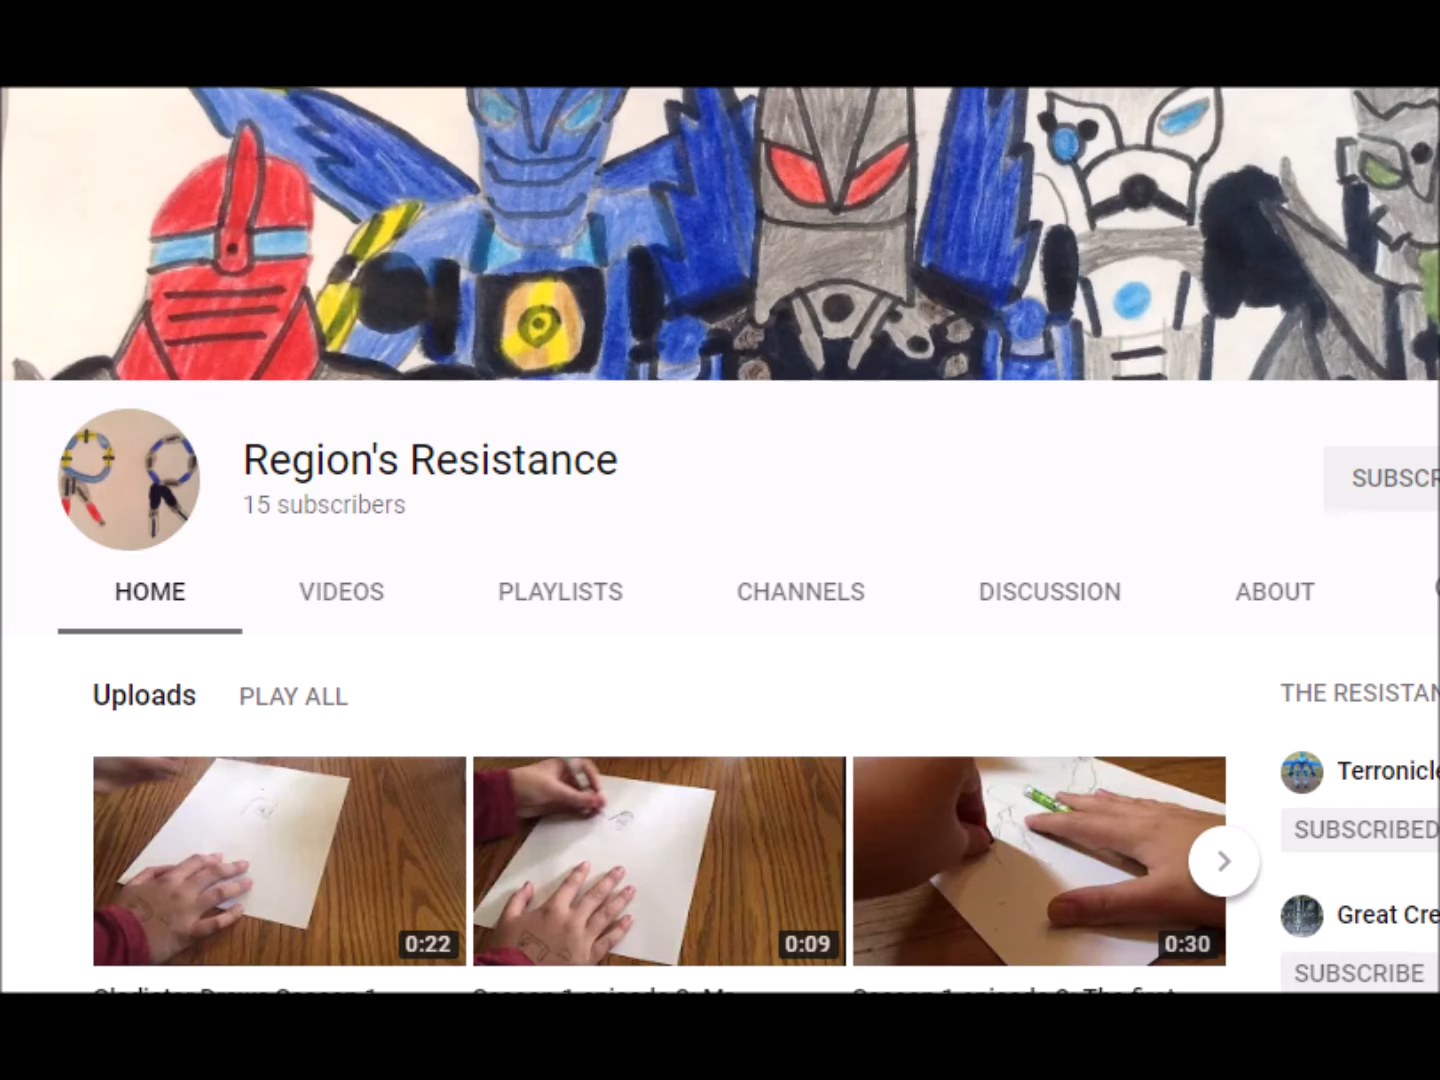 Region's Resistance
15 subscribers
SUBSCR
HOME VIDEOS PLAYLISTS CHANNELS DISCUSSION ABOUT
Uploads PLAY ALL
THE RESISTAN
Terronicle
SUBSCRIBED
Great Cre
SUBSCRIBE
0:22
0:09
0:30